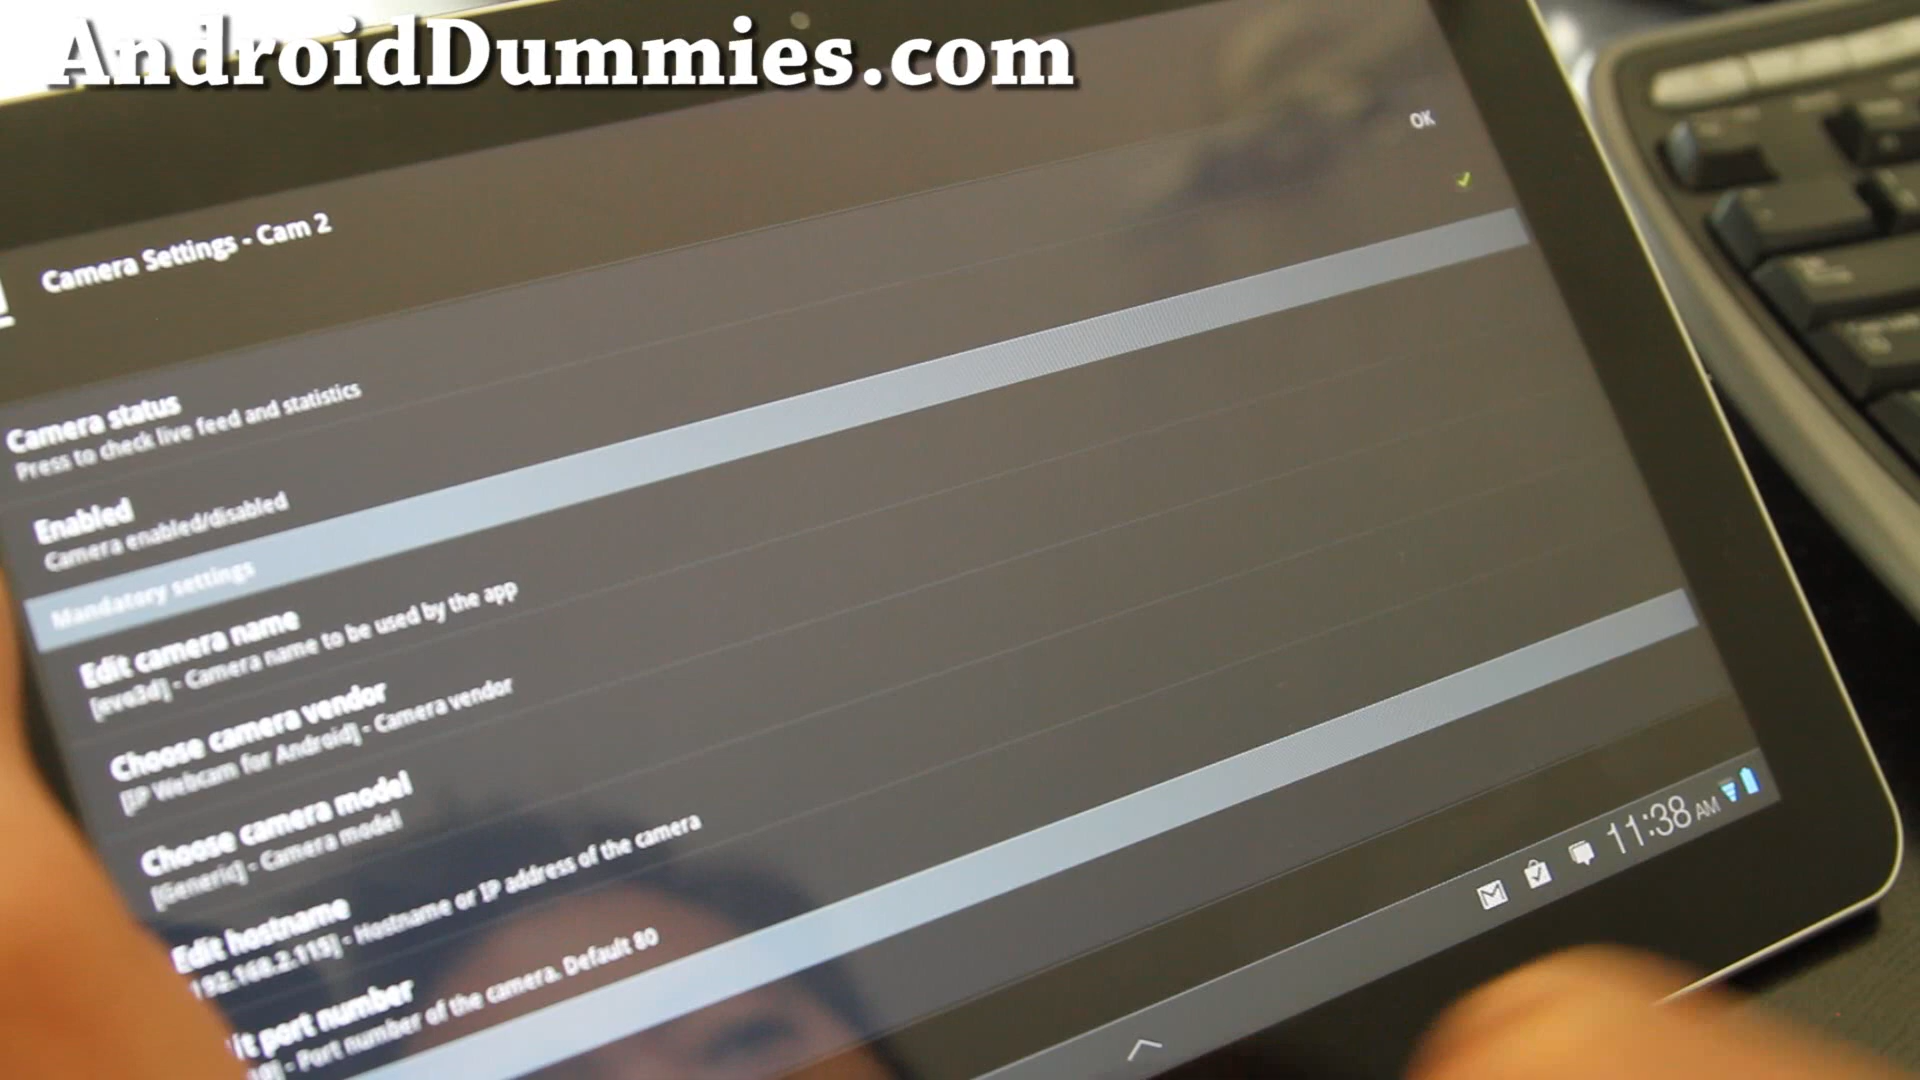 AndroidDummies.com
Camera Settings - Cam 2
OK
Camera status
Press to check live feed and statistics
Enabled
Camera enabled/disabled
Mandatory settings
Edit camera name
[evo3d] - Camera name to be used by the app
Choose camera vendor
[IP Webcam for Android] - Camera vendor
Choose camera model
[Generic] - Camera model
Edit hostname
192.168.2.115] - Hostname or IP address of the camera
it port number
- Port number of the camera. Default 80
11:38 AM